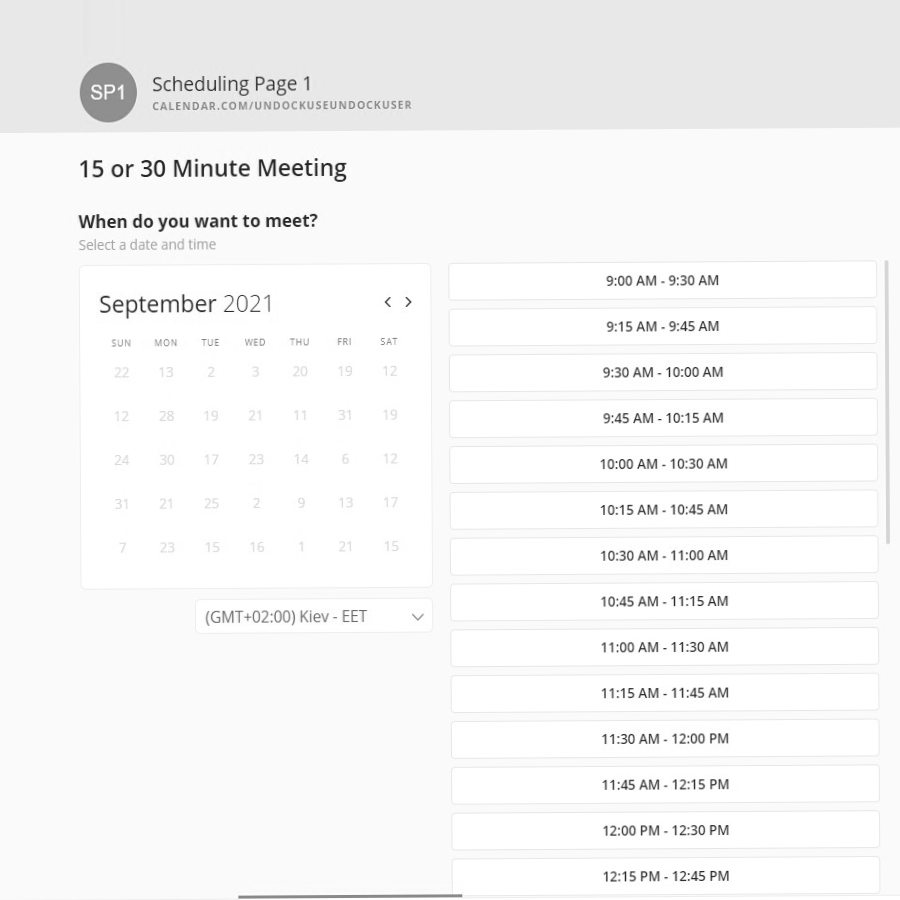 SP1
Scheduling Page 1
CALENDAR.COM/UNDOCKUSEUNDOCKUSER
15 or 30 Minute Meeting
When do you want to meet?
Select a date and time
September 2021
SUN MON TUE WED THU FRI SAT
22 13 2 3 20 19 12
12 28 19 21 11 31 19
24 30 17 23 14 6 12
31 21 25 2 9 13 17
7 23 15 16 1 21 15
(GMT+02:00) Kiev - EET
9:00 AM - 9:30 AM
9:15 AM - 9:45 AM
9:30 AM - 10:00 AM
9:45 AM - 10:15 AM
10:00 AM - 10:30 AM
10:15 AM - 10:45 AM
10:30 AM - 11:00 AM
10:45 AM - 11:15 AM
11:00 AM - 11:30 AM
11:15 AM - 11:45 AM
11:30 AM - 12:00 PM
11:45 AM - 12:15 PM
12:00 PM - 12:30 PM
12:15 PM - 12:45 PM